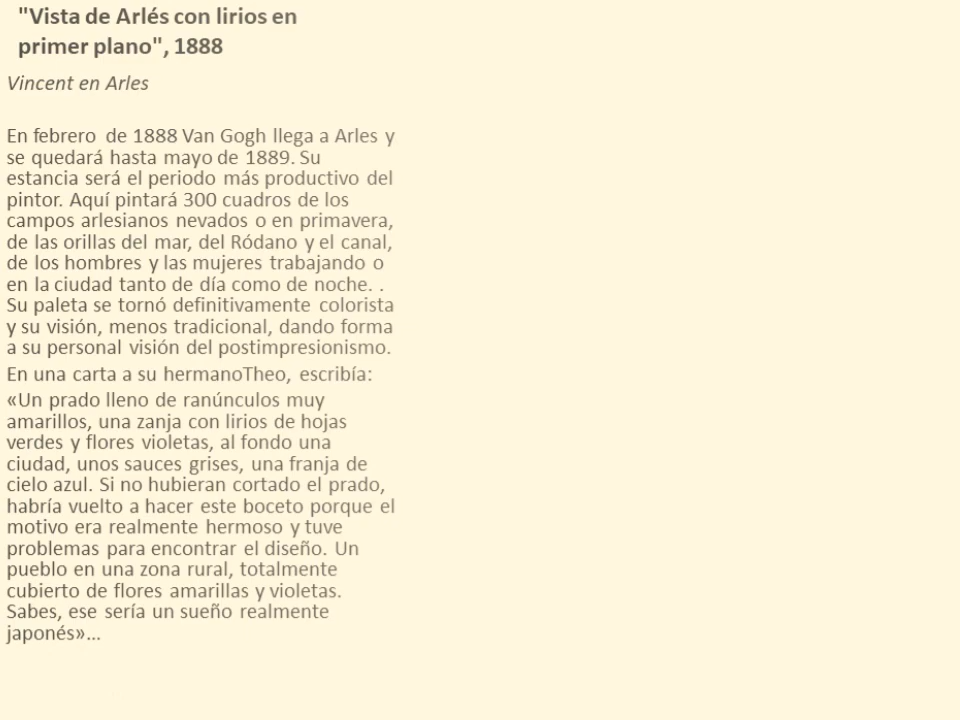 "Vista de Arlés con lirios en
primer plano", 1888
Vincent en Arles
En febrero de 1888 Van Gogh llega a Arles y
se quedará hasta mayo de 1889. Su
estancia será el periodo más productivo del
pintor. Aquí pintará 300 cuadros de los
campos arlesianos nevados o en primavera,
de las orillas del mar, del Ródano y el canal,
de los hombres y las mujeres trabajando o
en la ciudad tanto de día como de noche. .
Su paleta se tornó definitivamente colorista
y su visión, menos tradicional, dando forma
a su personal visión del postimpresionismo.
En una carta a su hermanoTheo, escribía:
«Un prado lleno de ranúnculos muy
amarillos, una zanja con lirios de hojas
verdes y flores violetas, al fondo una
ciudad, unos sauces grises, una franja de
cielo azul. Si no hubieran cortado el prado,
habría vuelto a hacer este boceto porque el
motivo era realmente hermoso y tuve
problemas para encontrar el diseño. Un
pueblo en una zona rural, totalmente
cubierto de flores amarillas y violetas.
Sabes, ese sería un sueño realmente
japonés»...